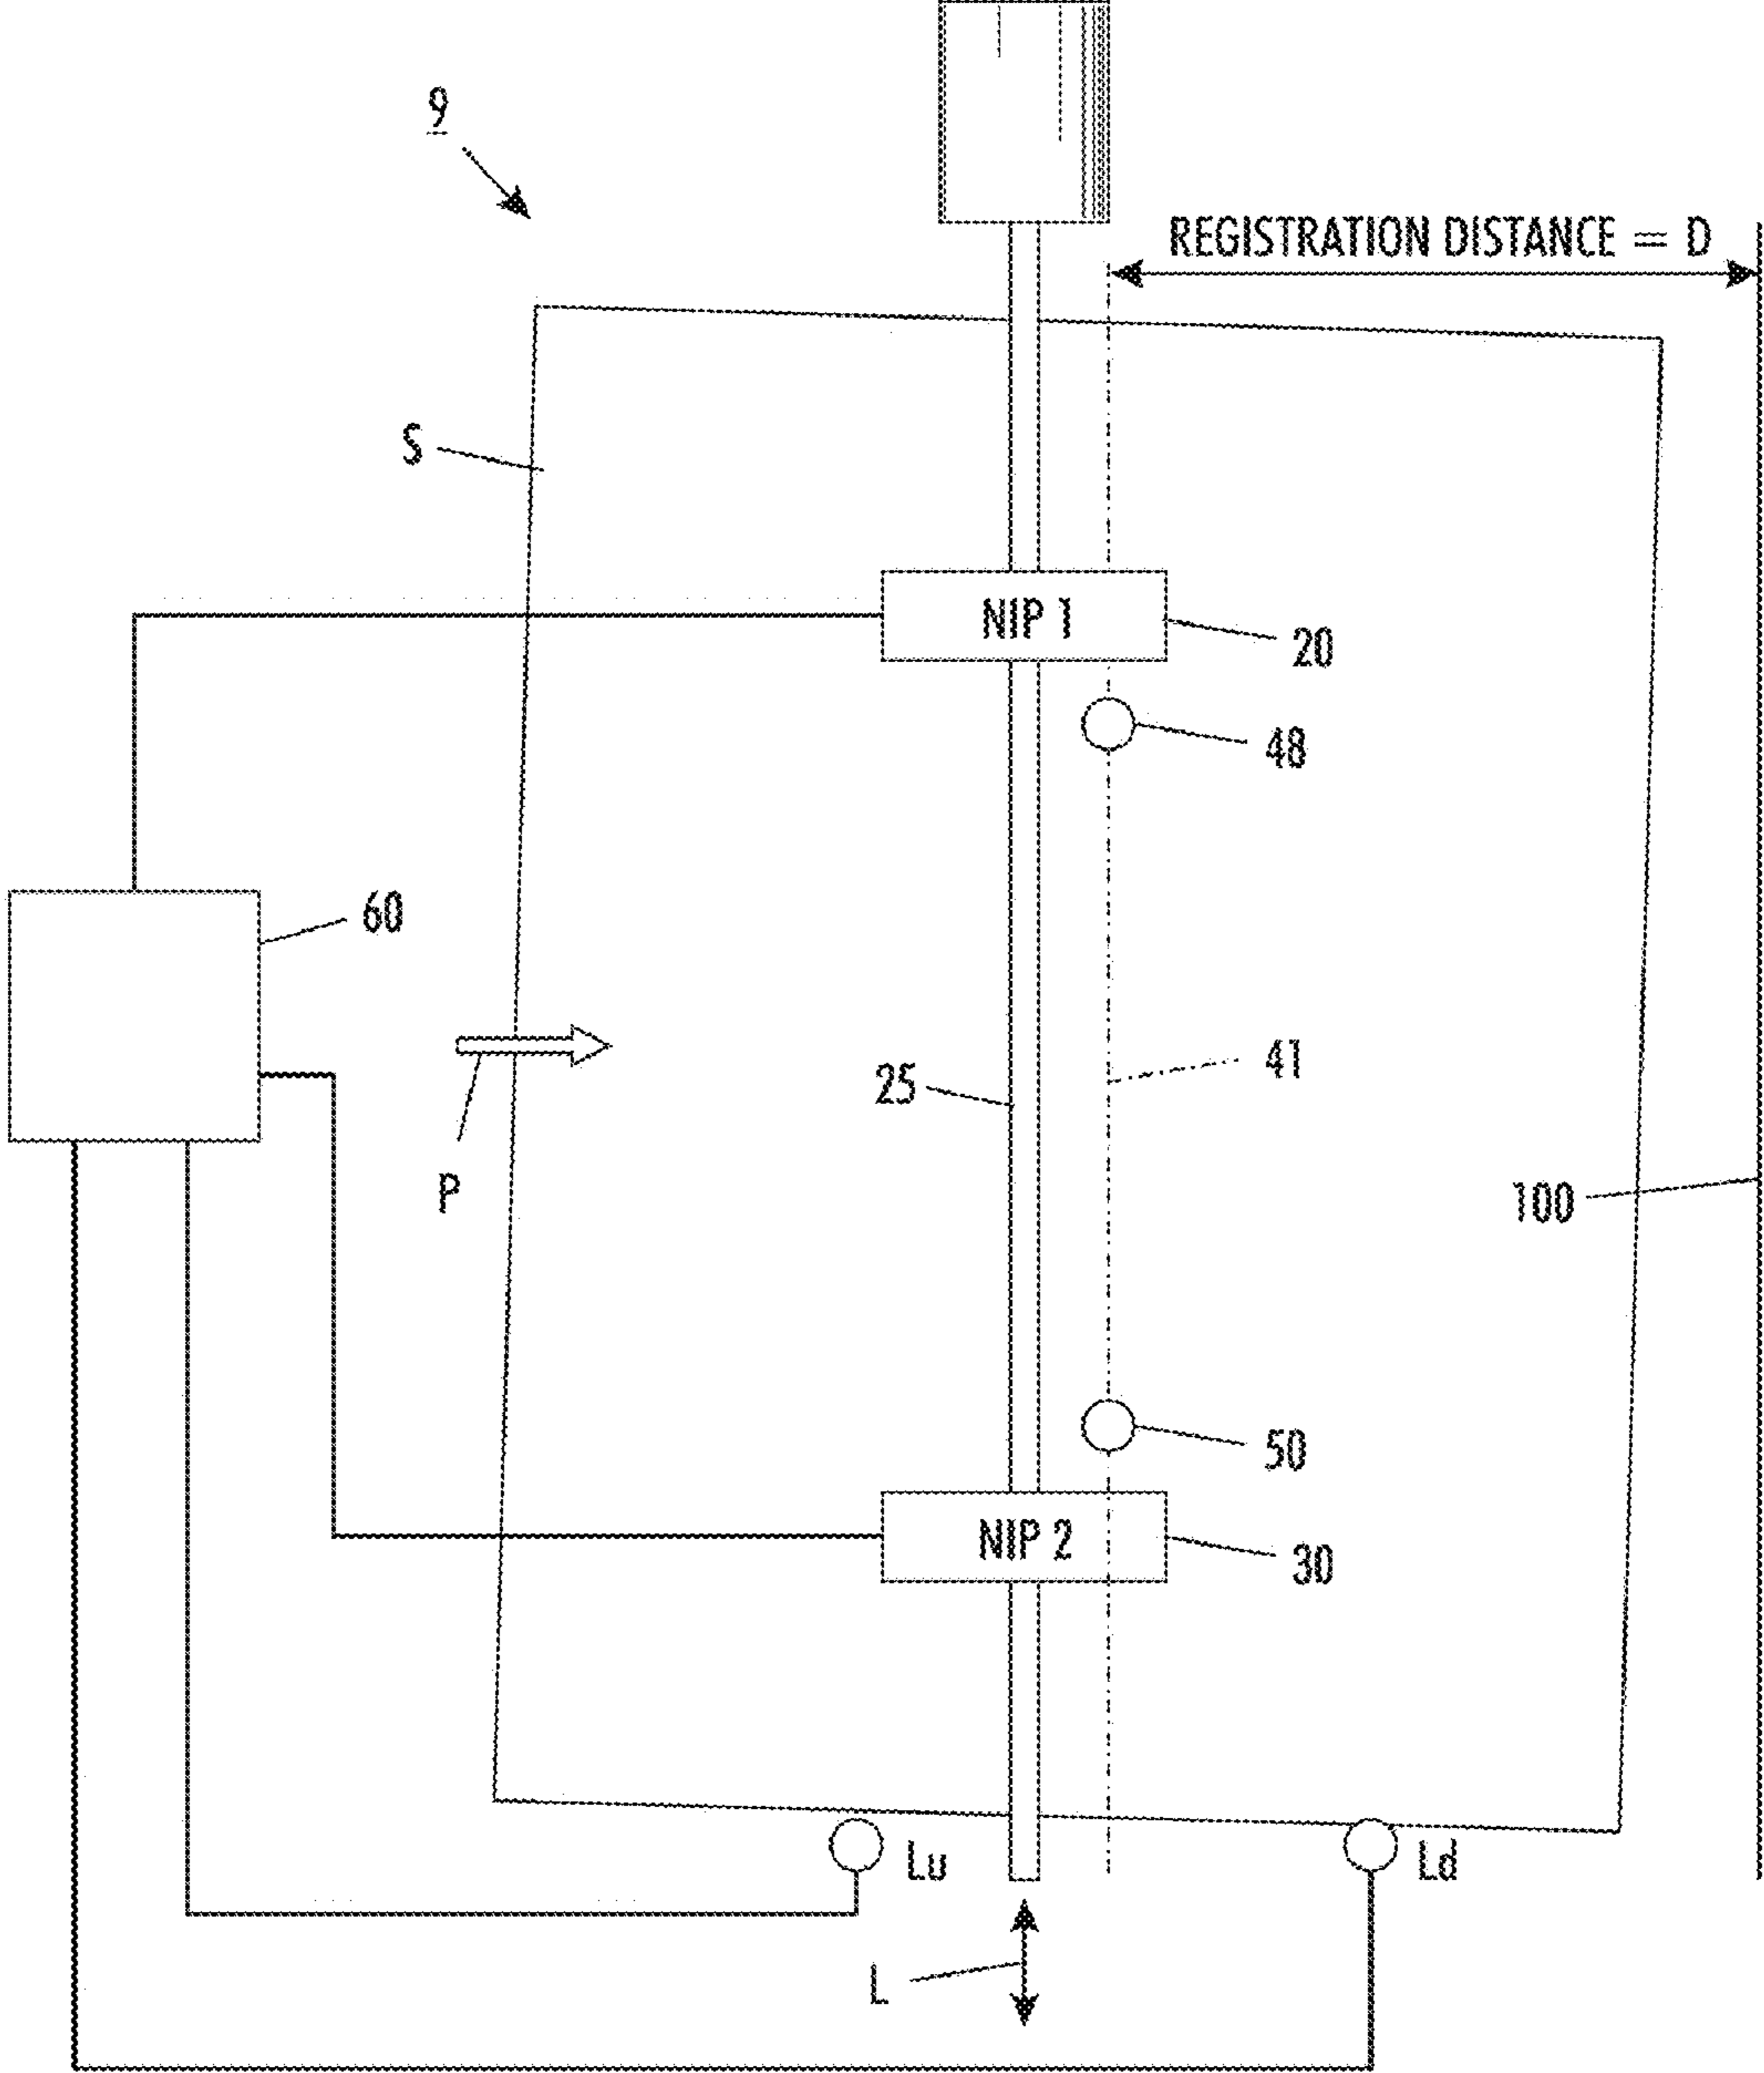 9
REGISTRATION DISTANCE = D
S
NIP 1
20
48
60
41
25
P
100
50
NIP 2
30
Lu
Ld
L